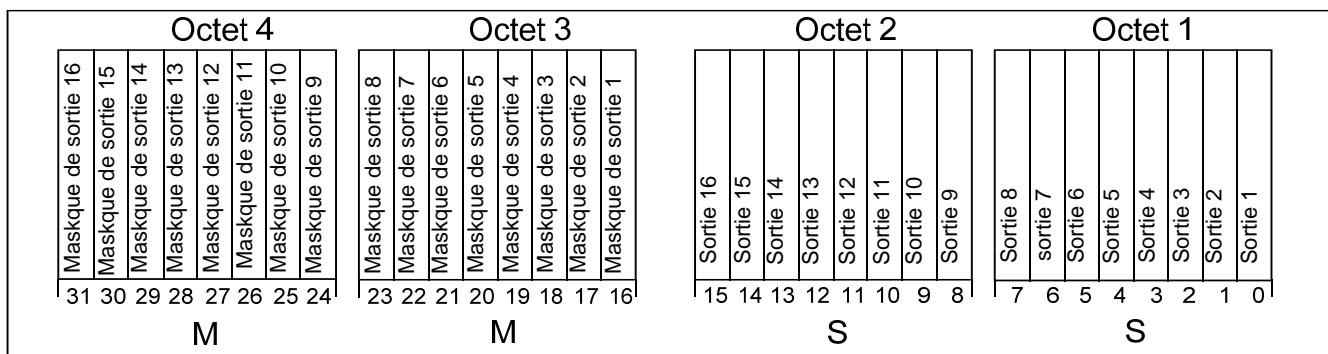 Octet 4
Octet 3
Octet 2
Octet 1
Maskque de sortie 16
Maskque de sortie 15
Maskque de sortie 14
Maskque de sortie 13
Maskque de sortie 12
Maskque de sortie 11
Maskque de sortie 10
Maskque de sortie 9
Maskque de sortie 8
Maskque de sortie 7
Maskque de sortie 6
Maskque de sortie 5
Maskque de sortie 4
Maskque de sortie 3
Maskque de sortie 2
Maskque de sortie 1
Sortie 16
Sortie 15
Sortie 14
Sortie 13
Sortie 12
Sortie 11
Sortie 10
Sortie 9
Sortie 8
sortie 7
Sortie 6
Sortie 5
Sortie 4
Sortie 3
Sortie 2
Sortie 1
31 30 29 28 27 26 25 24
23 22 21 20 19 18 17 16
15 14 13 12 11 10 9 8
7 6 5 4 3 2 1 0
M
M
S
S